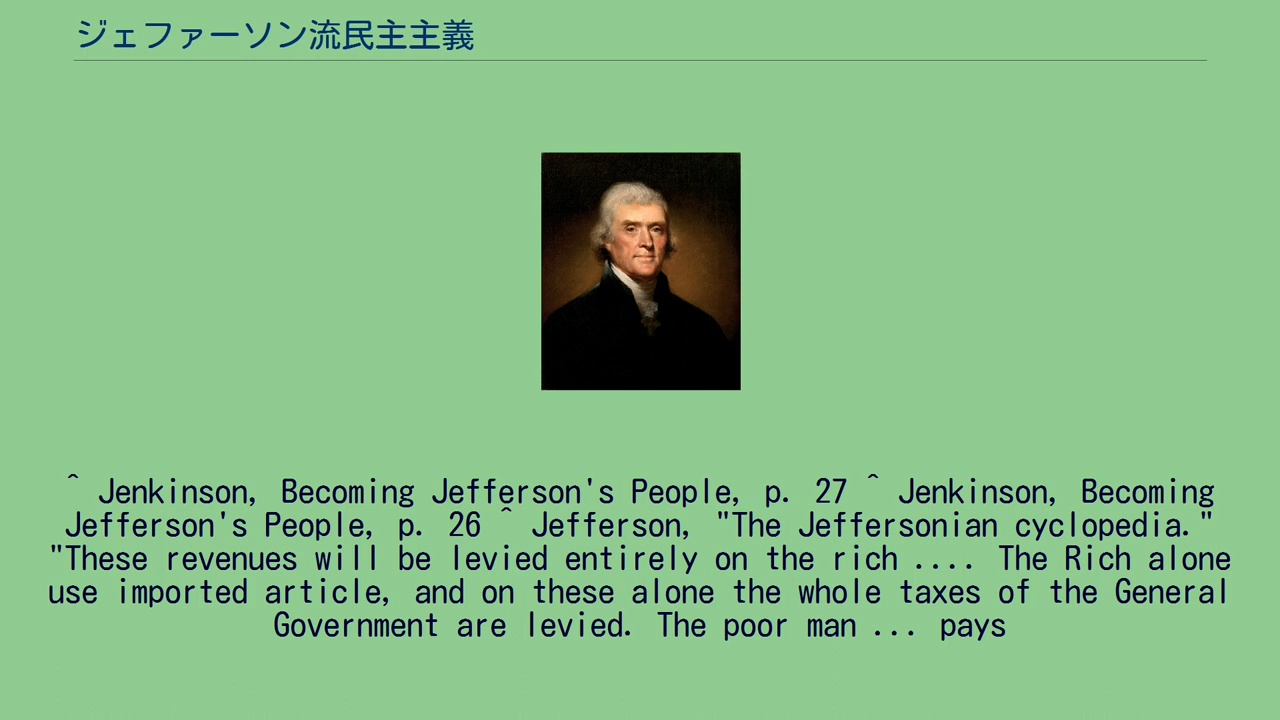 ジェファーソン流民主主義
^ Jenkinson, Becoming Jefferson's People, p. 27 ^ Jenkinson, Becoming
Jefferson's People, p. 26 ^ Jefferson, "The Jeffersonian cyclopedia."
"These revenues will be levied entirely on the rich .... The Rich alone
use imported article, and on these alone the whole taxes of the General
Government are levied. The poor man ... pays